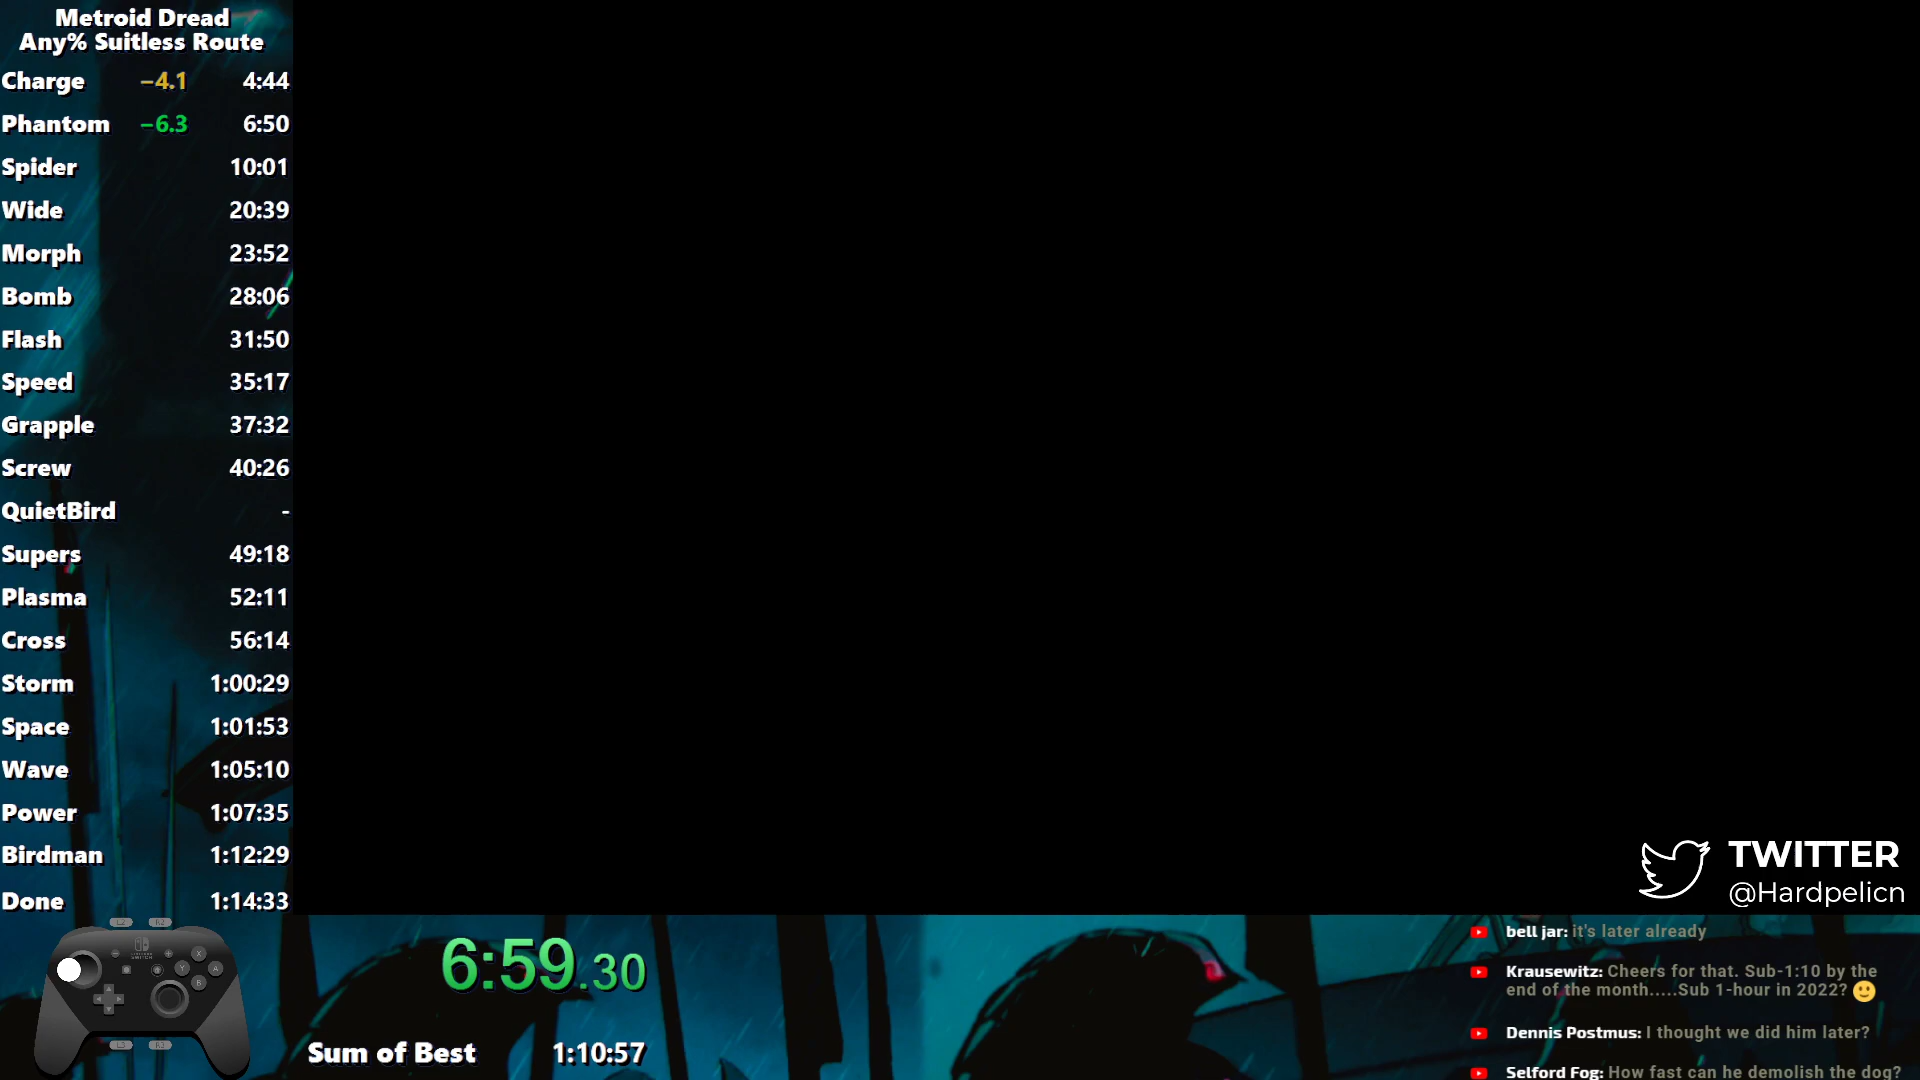 Metroid Dread
Any% Suitless Route
Charge −4.1 4:44
Phantom −6.3 6:50
Spider 10:01
Wide 20:39
Morph 23:52
Bomb 28:06
Flash 31:50
Speed 35:17
Grapple 37:32
Screw 40:26
QuietBird -
Supers 49:18
Plasma 52:11
Cross 56:14
Storm 1:00:29
Space 1:01:53
Wave 1:05:10
Power 1:07:35
Birdman 1:12:29
Done 1:14:33
X
Y A
B
6:59.30
Sum of Best 1:10:57
TWITTER
@Hardpelicn
bell jar: it's later already
Krausewitz: Cheers for that. Sub-1:10 by the
end of the month.....Sub 1-hour in 2022? 🙂
Dennis Postmus: I thought we did him later?
Selford Fog: How fast can he demolish the dog?